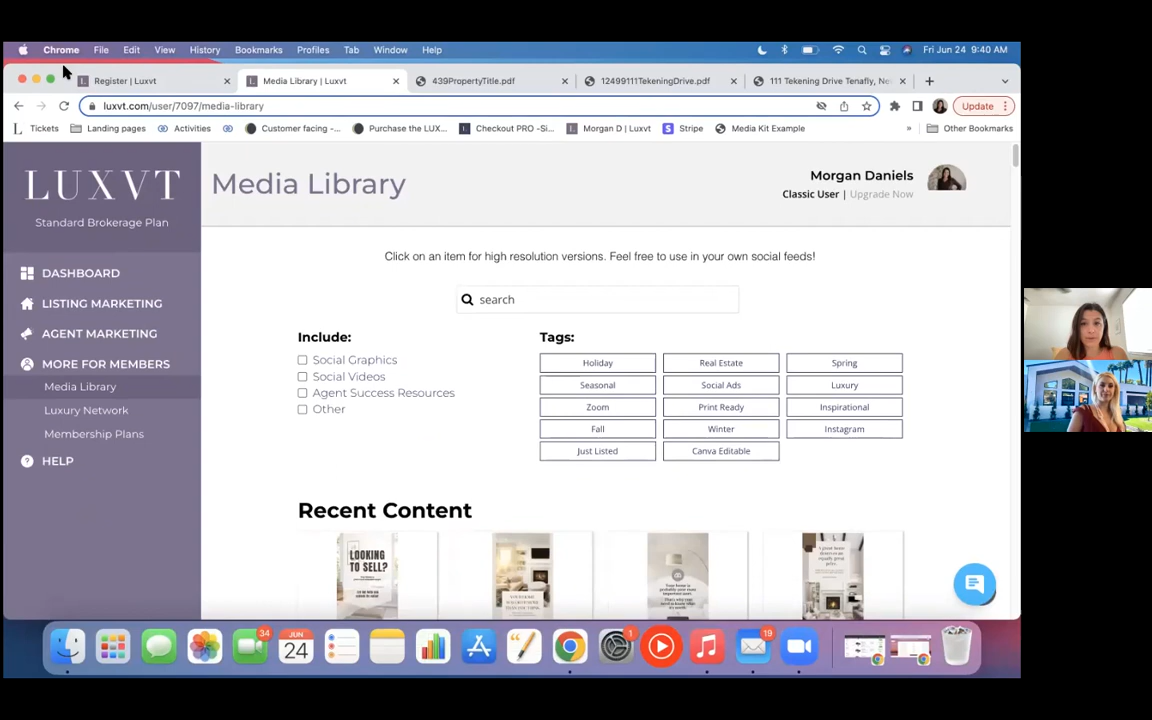 Chrome File Edit View History Bookmarks Profiles Tab Window Help Fri Jun 24 9:40 AM
Register | Luxvt Media Library | Luxvt 439PropertyTitle.pdf 12499111TekeningDrive.pdf 111 Tekening Drive Tenafly, Ne
luxvt.com/user/7097/media-library Update
Tickets Landing pages Activities Customer facing -... Purchase the LUX... Checkout PRO -Si... Morgan D | Luxvt Stripe Media Kit Example » Other Bookmarks
LUXVT
Standard Brokerage Plan
DASHBOARD
LISTING MARKETING
AGENT MARKETING
MORE FOR MEMBERS
Media Library
Luxury Network
Membership Plans
HELP
Media Library
Morgan Daniels
Classic User | Upgrade Now
Click on an item for high resolution versions. Feel free to use in your own social feeds!
search
Include:
Social Graphics
Social Videos
Agent Success Resources
Other
Tags:
Holiday Real Estate Spring
Seasonal Social Ads Luxury
Zoom Print Ready Inspirational
Fall Winter Instagram
Just Listed Canva Editable
Recent Content
LOOKING
TO SELL?
34
JUN
24
1
19